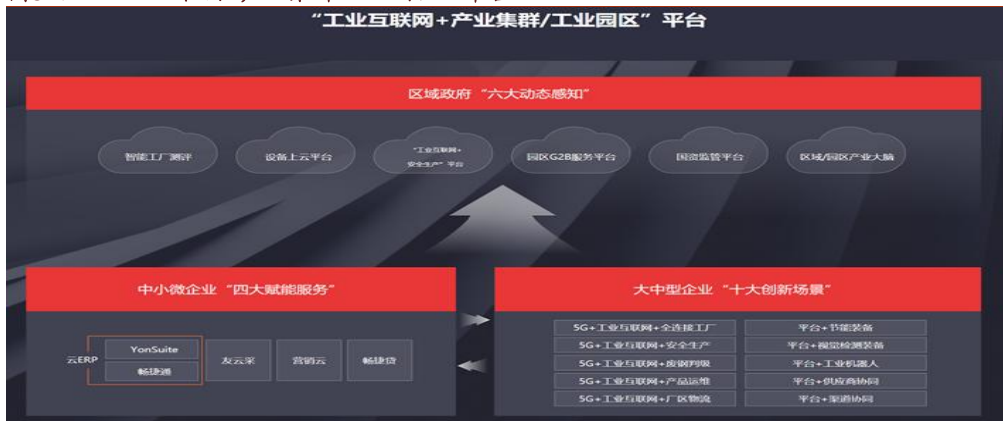 “工业互联网+产业集群/工业园区”平台
区域政府“六大动态感知”
智能工厂测评
设备上云平台
“工业互联网+
安全生产”平台
园区G2B服务平台
国资监管平台
区域/园区产业大脑
中小微企业“四大赋能服务”
云ERP
YonSuite
畅捷通
友云采
营销云
畅捷贷
大中型企业“十大创新场景”
5G+工业互联网+全连接工厂
平台+节能装备
5G+工业互联网+安全生产
平台+视觉检测装备
5G+工业互联网+废钢判级
平台+工业机器人
5G+工业互联网+产品运维
平台+供应商协同
5G+工业互联网+厂区物流
平台+渠道协同